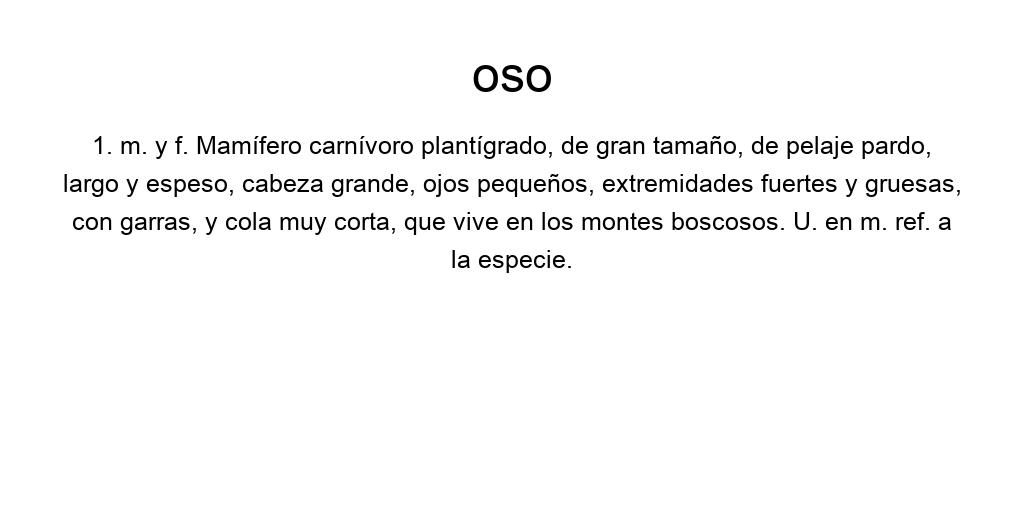 oso
1. m. y f. Mamífero carnívoro plantígrado, de gran tamaño, de pelaje pardo,
largo y espeso, cabeza grande, ojos pequeños, extremidades fuertes y gruesas,
con garras, y cola muy corta, que vive en los montes boscosos. U. en m. ref. a
la especie.